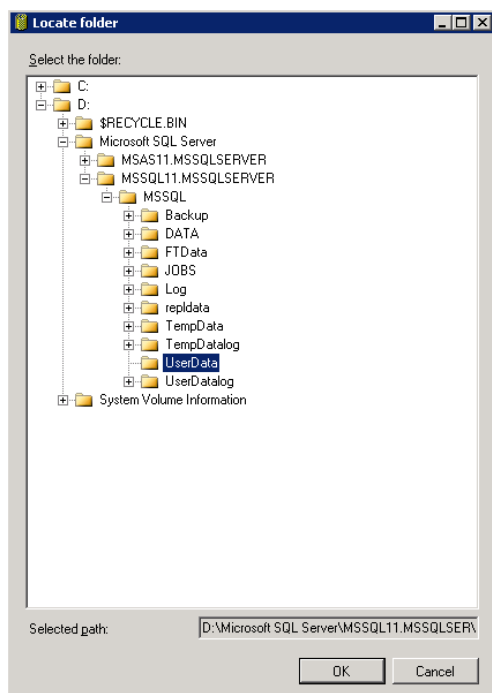 Locate folder
Select the folder:
C:
D:
$RECYCLE.BIN
Microsoft SQL Server
MSAS11.MSSQLSERVER
MSSQL11.MSSQLSERVER
MSSQL
Backup
DATA
FTData
JOBS
Log
repldata
TempData
TempDatalog
UserData
UserDatalog
System Volume Information
Selected path: D:\Microsoft SQL Server\MSSQL11.MSSQLSER\
OK Cancel